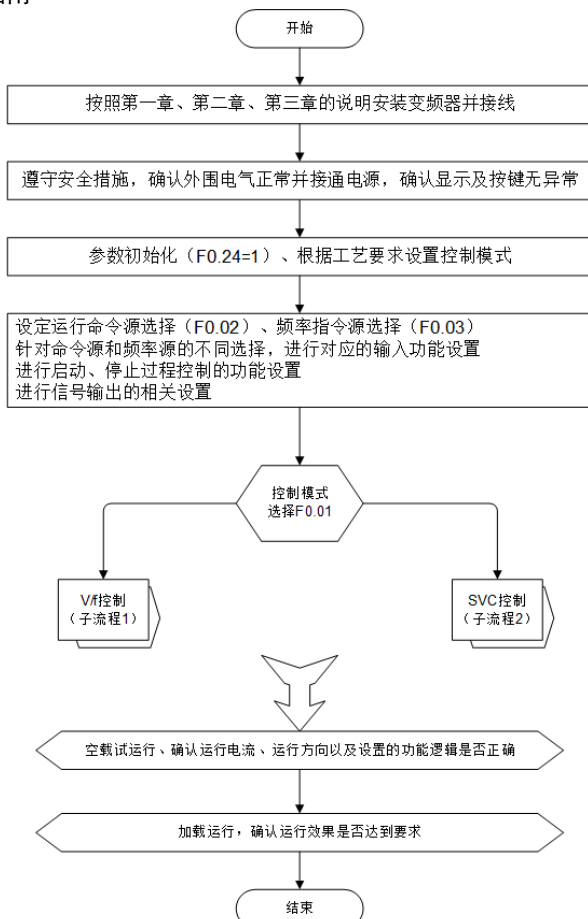 开始
按照第一章、第二章、第三章的说明安装变频器并接线
遵守安全措施，确认外围电气正常并接通电源，确认显示及按键无异常
参数初始化（F0.24=1）、根据工艺要求设置控制模式
设定运行命令源选择（F0.02）、频率指令源选择（F0.03）
针对命令源和频率源的不同选择，进行对应的输入功能设置
进行启动、停止过程控制的功能设置
进行信号输出的相关设置
控制模式
选择F0.01
V/f控制
（子流程1）
SVC控制
（子流程2）
空载试运行、确认运行电流、运行方向以及设置的功能逻辑是否正确
加载运行，确认运行效果是否达到要求
结束